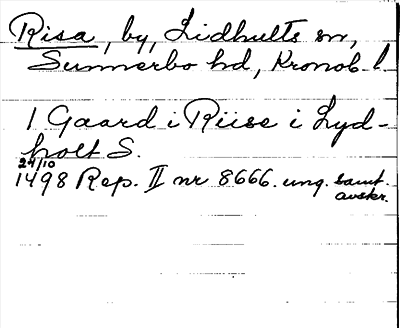 Risa, by, Lidhults sn,
Sunnerbo hd, Kronob. l
1 Gaard i Riise i Lyd-
holt S.
24/10
1498 Rep. II nr 8666. ung. samt.
avskr.